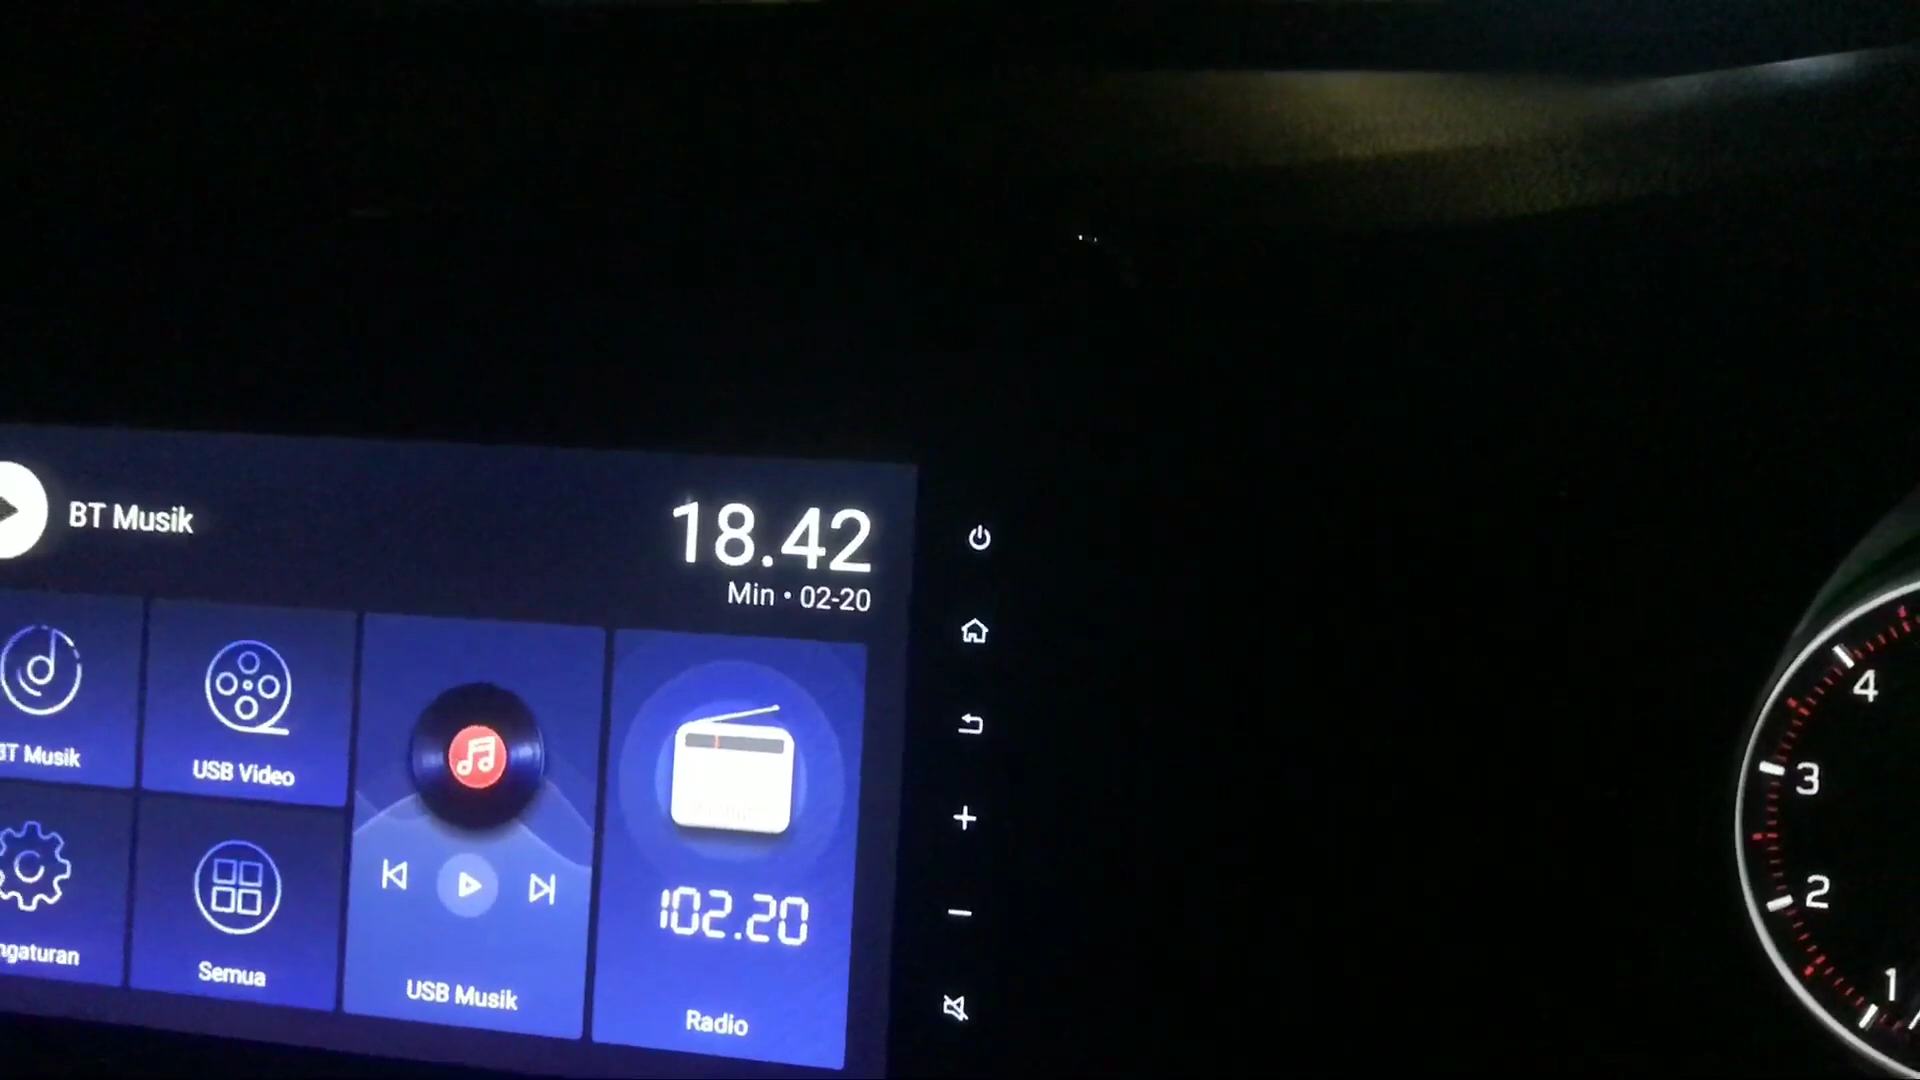 BT Musik
18.42
Min • 02-20
BT Musik
USB Video
ngaturan
Semua
USB Musik
102.20
Radio
4
3
2
1